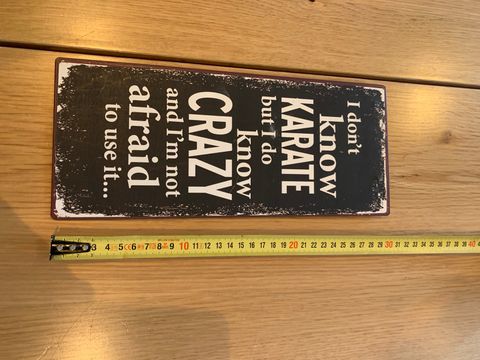 I don't
know
KARATE
but I do
know
CRAZY
and I'm not
afraid
to use it...
3 4 5 6 7 8 9 10 11 12 13 14 15 16 17 18 19 20 21 22 23 24 25 26 27 28 29 30 31 32 33 34 35 36 37 38 39 40